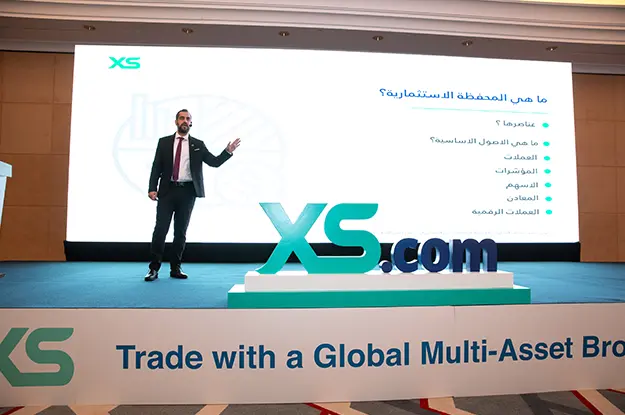 XS
ما هي المحفظة الاستثمارية؟
عناصرها ؟
ما هي الاصول الاساسية؟
العملات
المؤشرات
الاسهم
المعادن
العملات الرقمية
XS.com
XS Trade with a Global Multi-Asset Bro